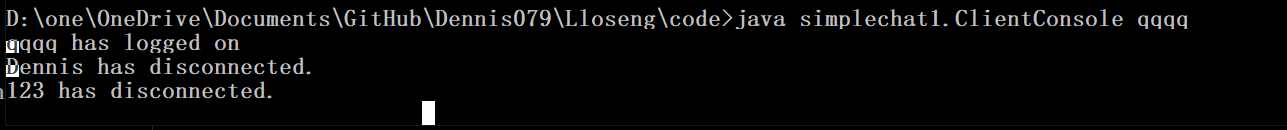 D:\one\OneDrive\Documents\GitHub\Dennis079\Lloseng\code>java simplechat1.ClientConsole qqqq
qqqq has logged on
Dennis has disconnected.
123 has disconnected.